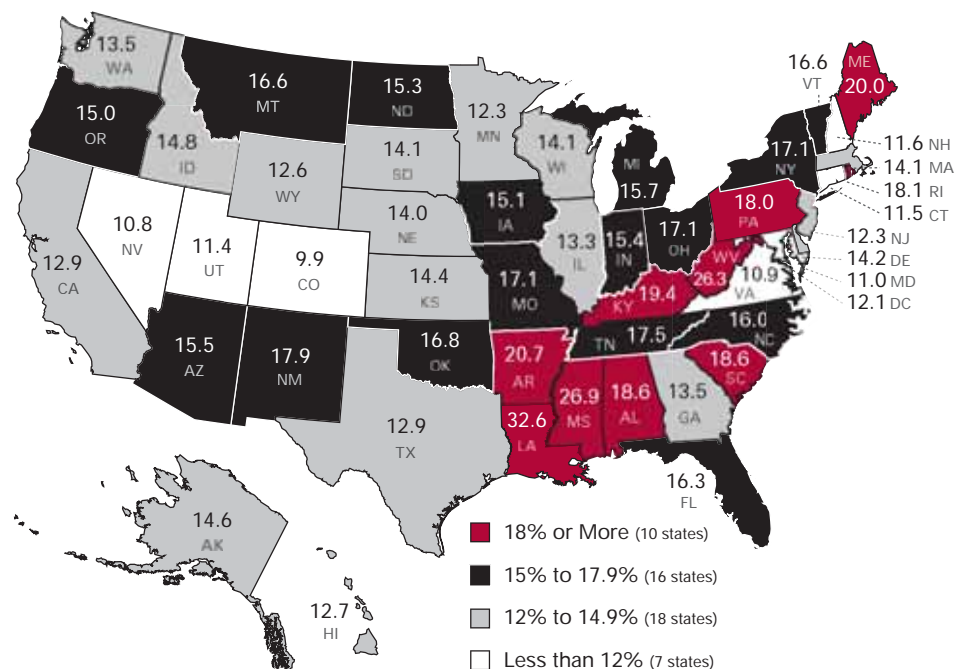 13.5
WA
15.0
OR
14.8
ID
16.6
MT
15.3
ND
12.3
MN
14.1
WI
MI
15.7
16.6
VT
ME
20.0
17.1
NY
11.6 NH
14.1 MA
18.1 RI
11.5 CT
12.3 NJ
14.2 DE
11.0 MD
12.1 DC
12.6
WY
14.1
SD
14.0
NE
15.1
IA
13.3
IL
15.4
IN
17.1
OH
18.0
PA
WV
26.3
10.9
VA
12.9
CA
10.8
NV
11.4
UT
9.9
CO
14.4
KS
17.1
MO
KY 19.4
TN 17.5
16.0
NC
18.6
SC
15.5
AZ
17.9
NM
16.8
OK
20.7
AR
26.9
MS
18.6
AL
13.5
GA
12.9
TX
32.6
LA
16.3
FL
14.6
AK
12.7
HI
18% or More (10 states)
15% to 17.9% (16 states)
12% to 14.9% (18 states)
Less than 12% (7 states)